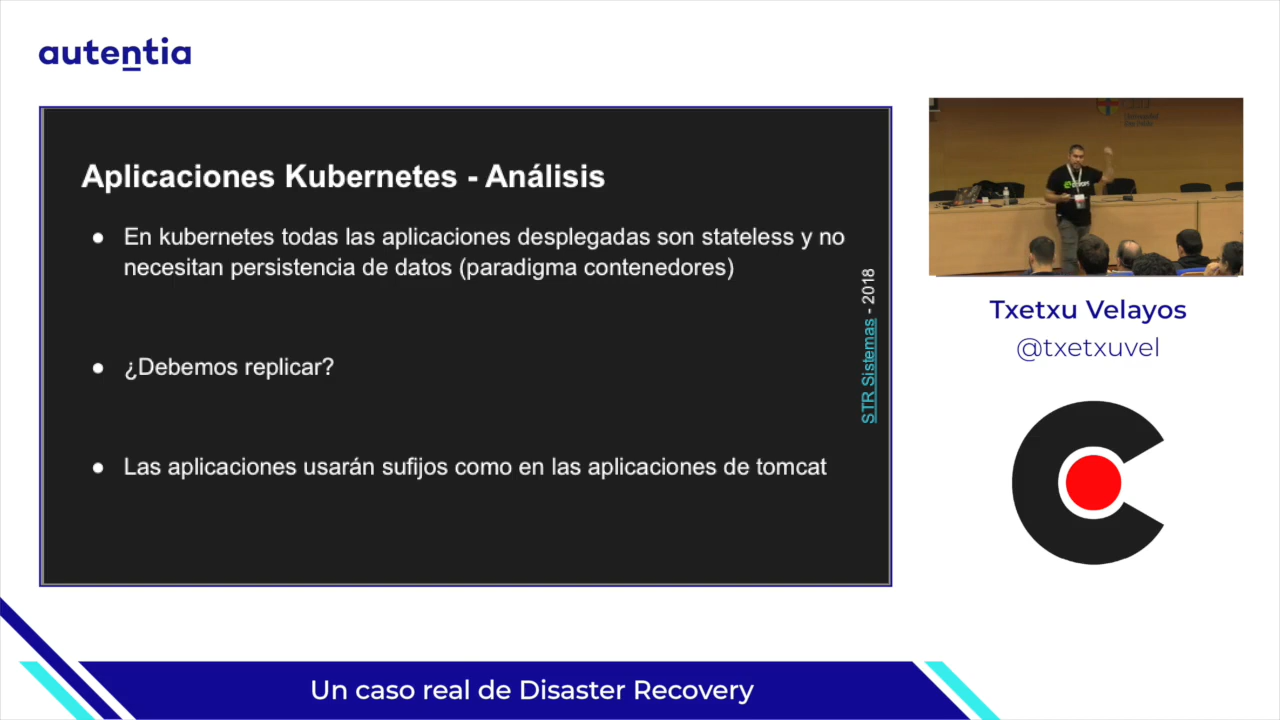 autentia
Aplicaciones Kubernetes - Análisis
● En kubernetes todas las aplicaciones desplegadas son stateless y no
necesitan persistencia de datos (paradigma contenedores)
● ¿Debemos replicar?
● Las aplicaciones usarán sufijos como en las aplicaciones de tomcat
STR Sistemas - 2018
Txetxu Velayos
@txetxuvel
Un caso real de Disaster Recovery